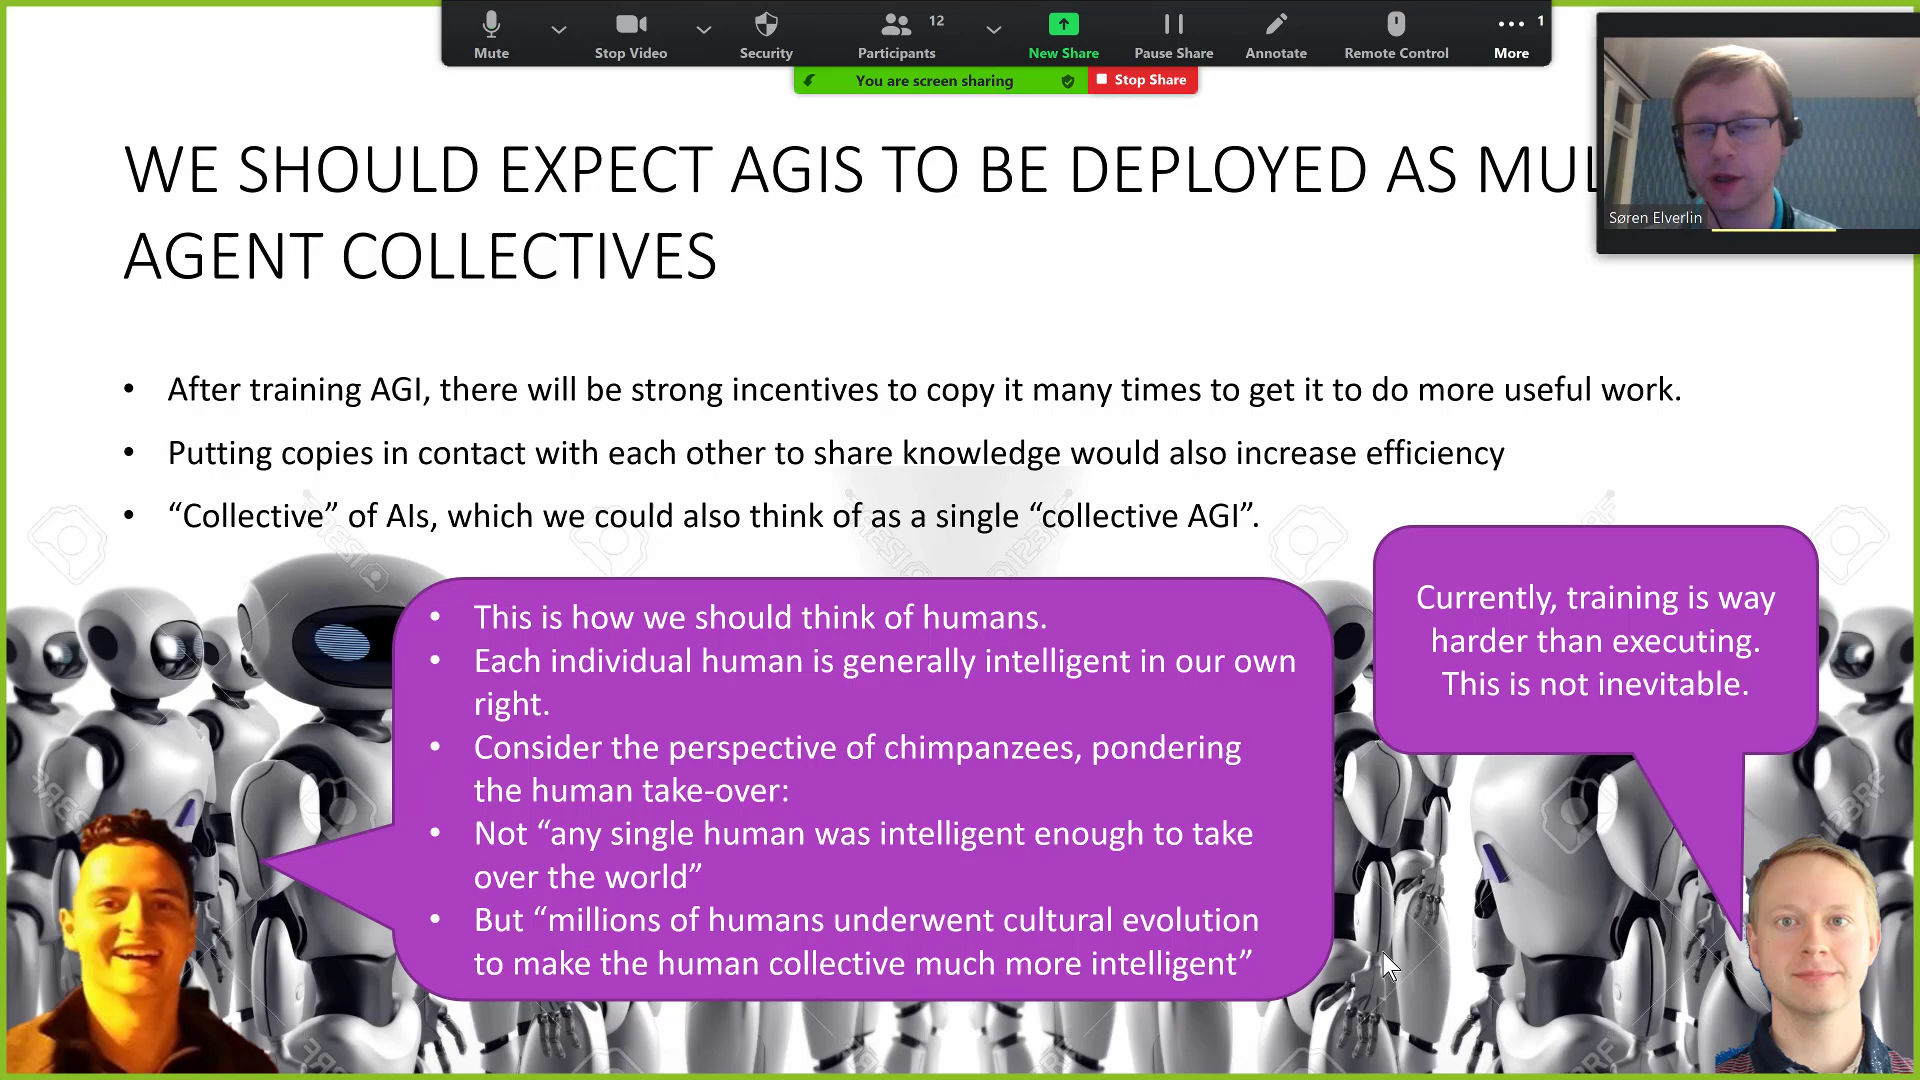 Mute
Stop Video
Security
Participants
12
New Share
Pause Share
Annotate
Remote Control
More
1
You are screen sharing
Stop Share
Søren Elverlin
WE SHOULD EXPECT AGIS TO BE DEPLOYED AS MUL
AGENT COLLECTIVES
• After training AGI, there will be strong incentives to copy it many times to get it to do more useful work.
• Putting copies in contact with each other to share knowledge would also increase efficiency
• “Collective” of AIs, which we could also think of as a single “collective AGI”.
• This is how we should think of humans.
• Each individual human is generally intelligent in our own
right.
• Consider the perspective of chimpanzees, pondering
the human take-over:
• Not “any single human was intelligent enough to take
over the world”
• But “millions of humans underwent cultural evolution
to make the human collective much more intelligent”
Currently, training is way
harder than executing.
This is not inevitable.
123RF